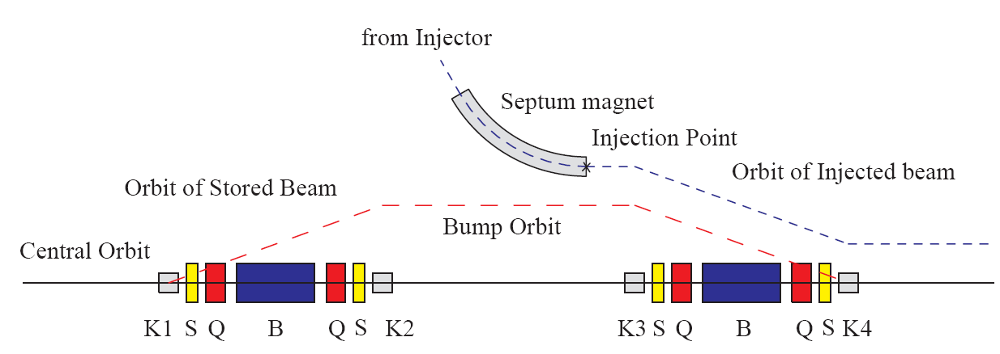 from Injector
Septum magnet
Injection Point
Orbit of Injected beam
Orbit of Stored Beam
Bump Orbit
Central Orbit
K1 S Q B Q S K2 K3 S Q B Q S K4